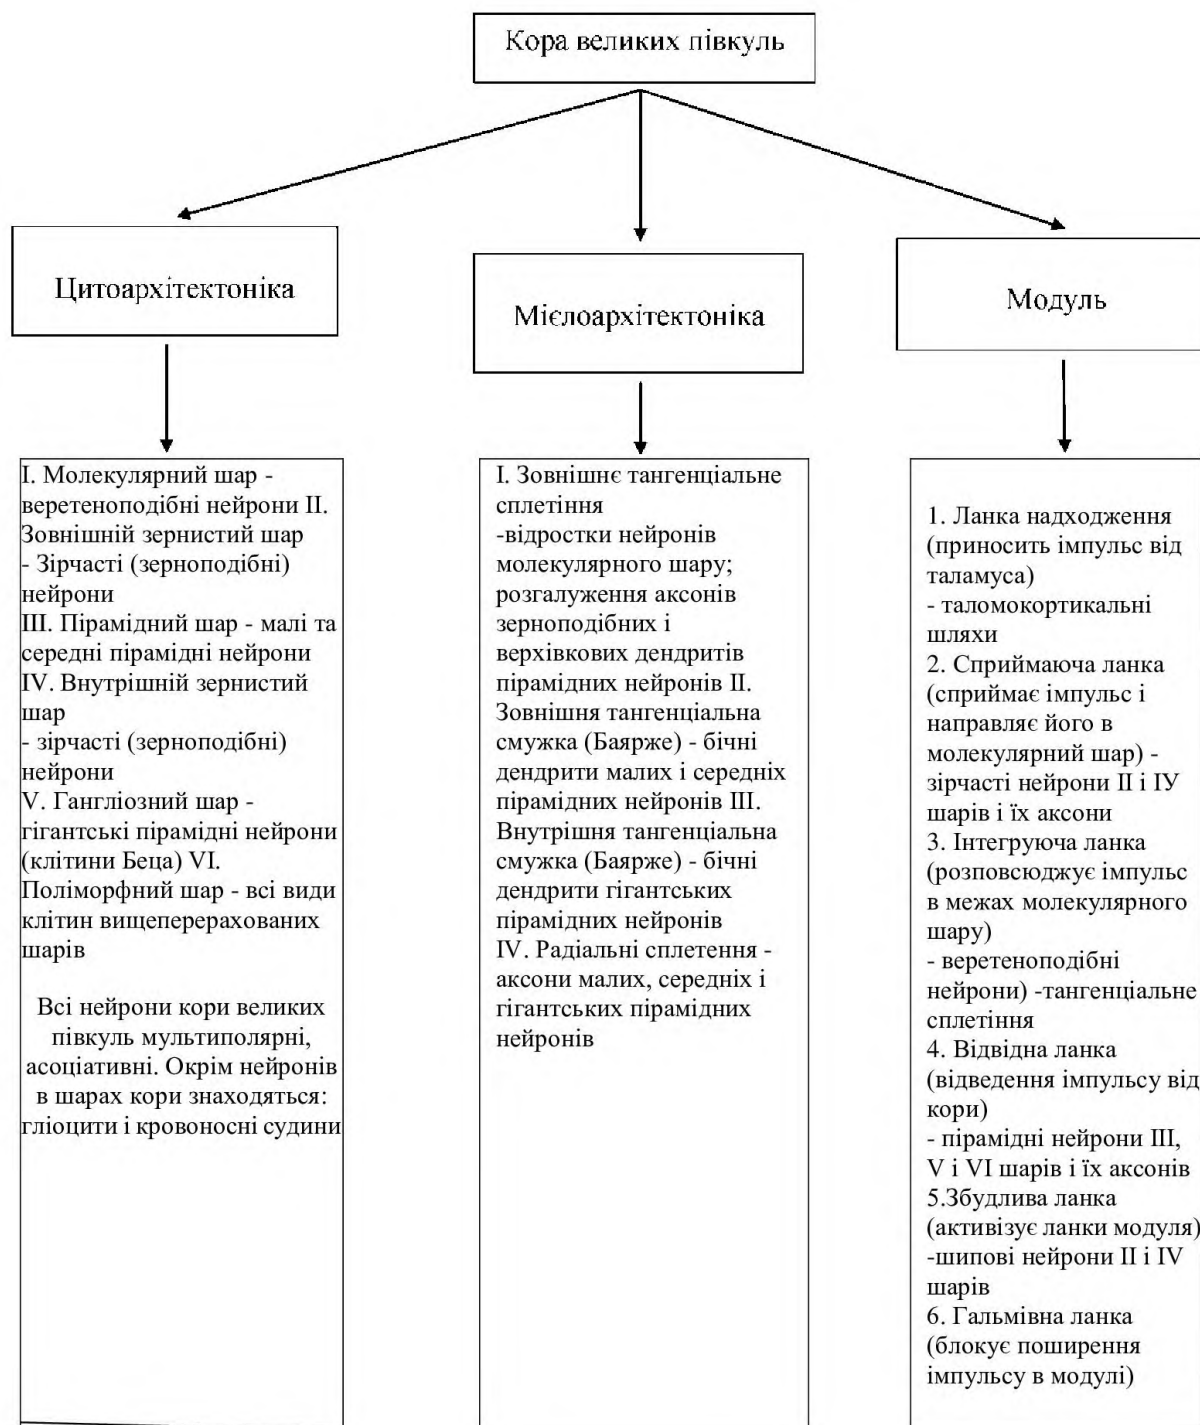 Кора великих півкуль
Цитоархітектоніка
Мієлоархітектоніка
Модуль
I. Молекулярний шар -
веретеноподібні нейрони II.
Зовнішній зернистий шар
- Зірчасті (зерноподібні)
нейрони
III. Пірамідний шар - малі та
середні пірамідні нейрони
IV. Внутрішній зернистий
шар
- зірчасті (зерноподібні)
нейрони
V. Гангліозний шар -
гігантські пірамідні нейрони
(клітини Беца) VI.
Поліморфний шар - всі види
клітин вищеперерахованих
шарів
Всі нейрони кори великих
півкуль мультиполярні,
асоціативні. Окрім нейронів
в шарах кори знаходяться:
гліоцити і кровоносні судини
I. Зовнішнє тангенціальне
сплетіння
-відростки нейронів
молекулярного шару;
розгалуження аксонів
зерноподібних і
верхівкових дендритів
пірамідних нейронів II.
Зовнішня тангенціальна
смужка (Баярже) - бічні
дендрити малих і середніх
пірамідних нейронів III.
Внутрішня тангенціальна
смужка (Баярже) - бічні
дендрити гігантських
пірамідних нейронів
IV. Радіальні сплетення -
аксони малих, середніх і
гігантських пірамідних
нейронів
1. Ланка надходження
(приносить імпульс від
таламуса)
- таломокортикальні
шляхи
2. Сприймаюча ланка
(сприймає імпульс і
направляє його в
молекулярний шар) -
зірчасті нейрони II і ІУ
шарів і їх аксони
3. Інтегруюча ланка
(розповсюджує імпульс
в межах молекулярного
шару)
- веретеноподібні
нейрони) -тангенціальне
сплетіння
4. Відвідна ланка
(відведення імпульсу від
кори)
- пірамідні нейрони III,
V і VI шарів і їх аксонів
5.Збудлива ланка
(активізує ланки модуля)
-шипові нейрони II і IV
шарів
6. Гальмівна ланка
(блокує поширення
імпульсу в модулі)